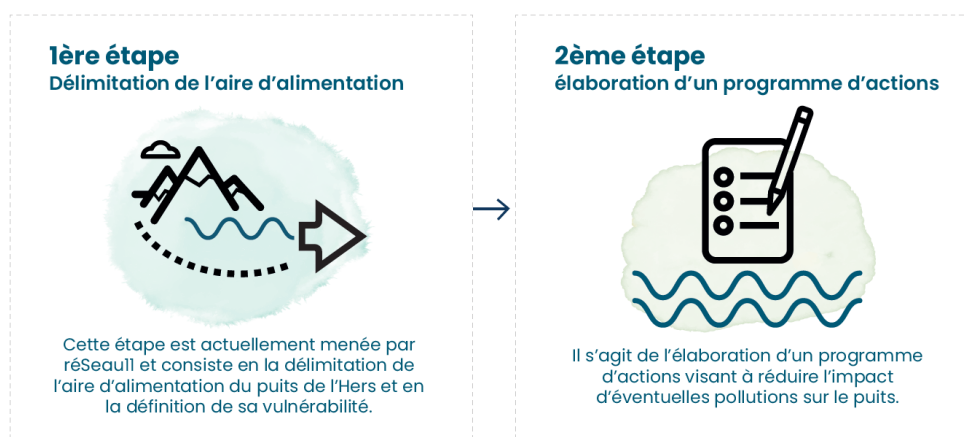 1ère étape
Délimitation de l'aire d'alimentation
Cette étape est actuellement menée par
réSeau11 et consiste en la délimitation de
l'aire d'alimentation du puits de l'Hers et en
la définition de sa vulnérabilité.
2ème étape
élaboration d'un programme d'actions
Il s'agit de l'élaboration d'un programme
d'actions visant à réduire l'impact
d'éventuelles pollutions sur le puits.